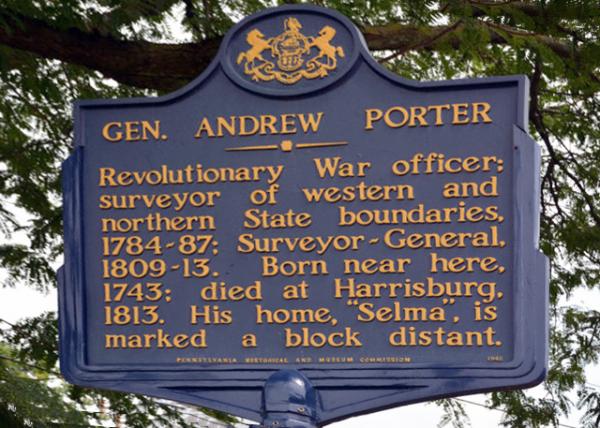 GEN. ANDREW PORTER
Revolutionary War officer;
surveyor of western and
northern State boundaries,
1784-87; Surveyor-General,
1809-13. Born near here,
1743; died at Harrisburg,
1813. His home, "Selma", is
marked a block distant.
PENNSYLVANIA HISTORICAL AND MUSEUM COMMISSION